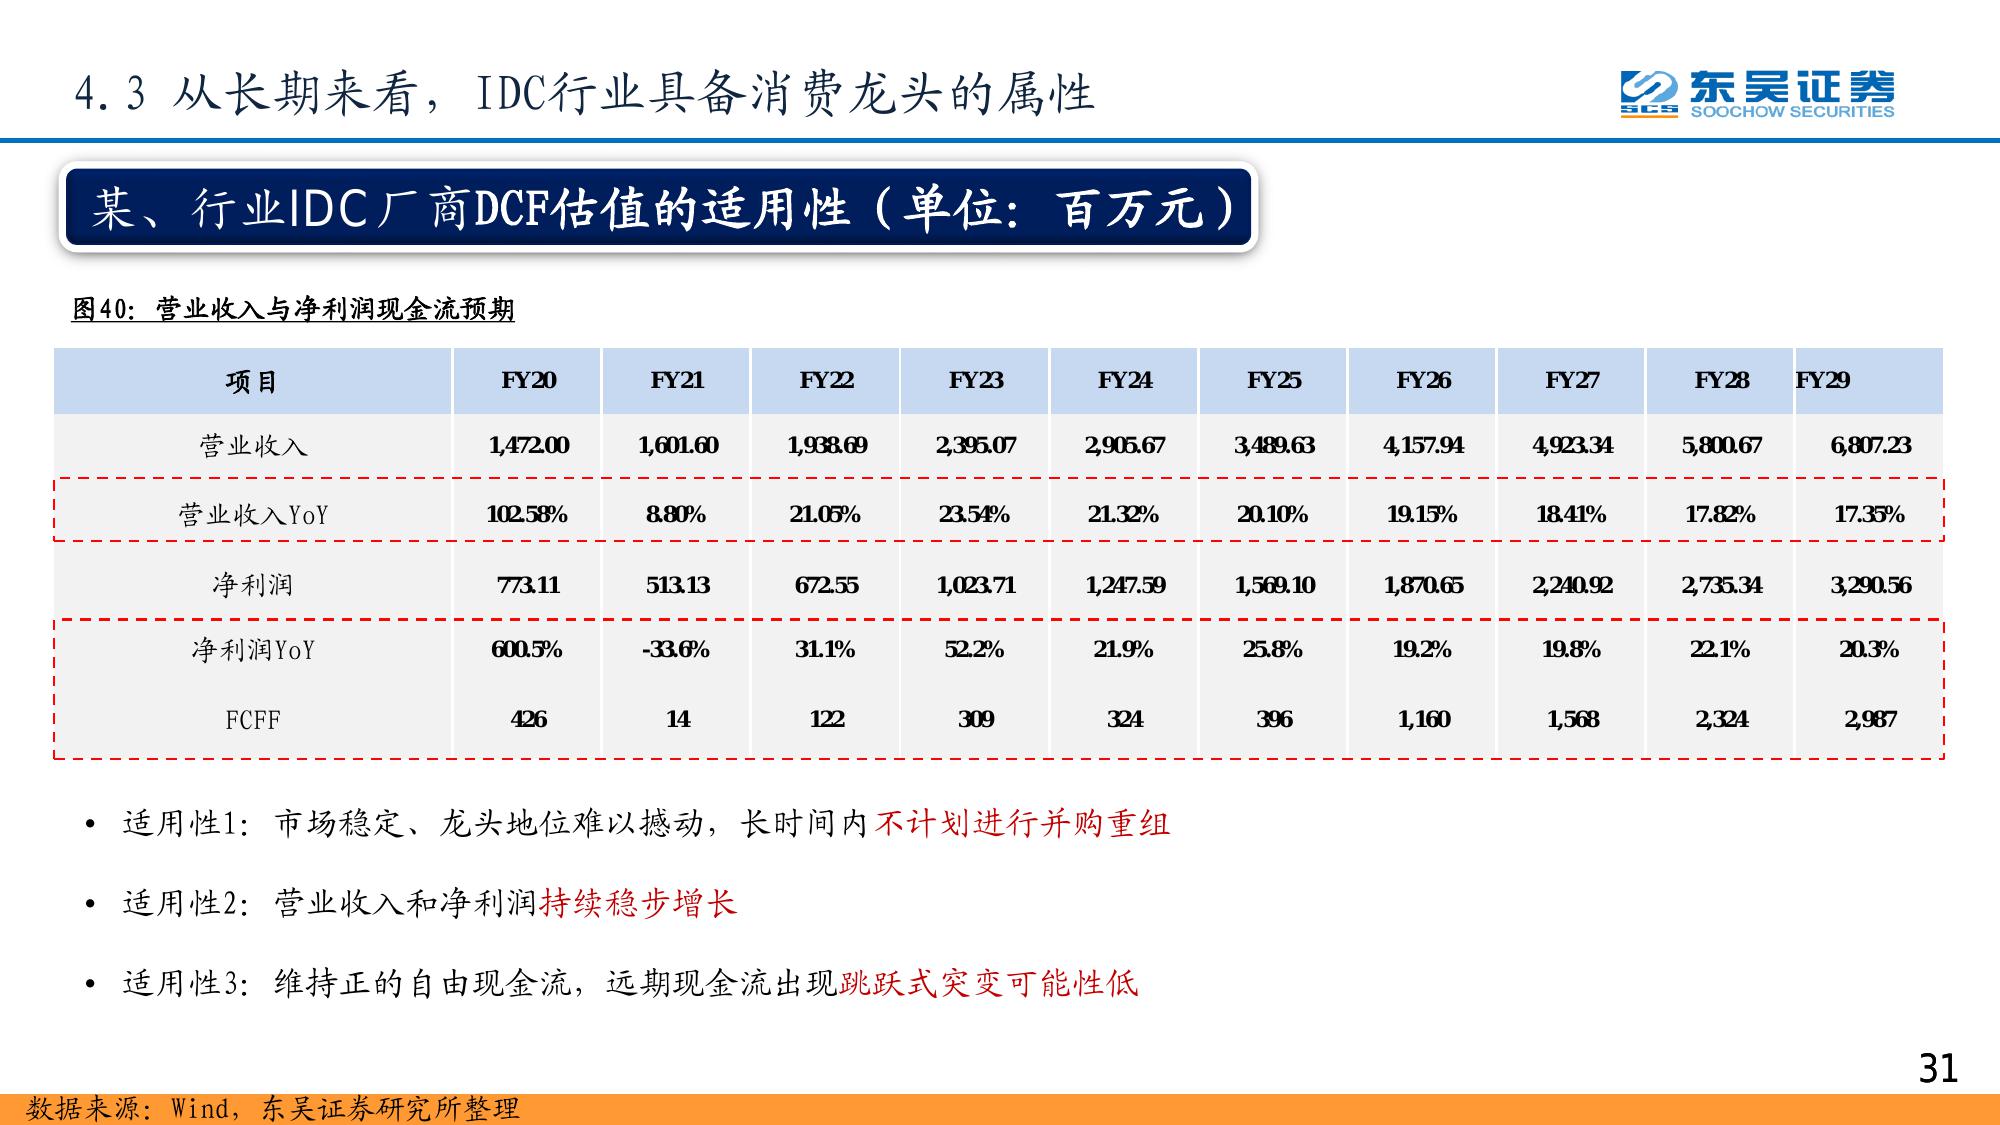 4.3 从长期来看，IDC行业具备消费龙头的属性
东吴证券
SCS SOOCHOW SECURITIES
某、行业IDC厂商DCF估值的适用性（单位：百万元）
图40：营业收入与净利润现金流预期
项目 FY20 FY21 FY22 FY23 FY24 FY25 FY26 FY27 FY28 FY29
营业收入 1,472.00 1,601.60 1,938.69 2,395.07 2,905.67 3,489.63 4,157.94 4,923.34 5,800.67 6,807.23
营业收入YoY 102.58% 8.80% 21.05% 23.54% 21.32% 20.10% 19.15% 18.41% 17.82% 17.35%
净利润 773.11 513.13 672.55 1,023.71 1,247.59 1,569.10 1,870.65 2,240.92 2,735.34 3,290.56
净利润YoY 600.5% -33.6% 31.1% 52.2% 21.9% 25.8% 19.2% 19.8% 22.1% 20.3%
FCFF 426 14 122 309 324 396 1,160 1,568 2,324 2,987
• 适用性1：市场稳定、龙头地位难以撼动，长时间内不计划进行并购重组
• 适用性2：营业收入和净利润持续稳步增长
• 适用性3：维持正的自由现金流，远期现金流出现跳跃式突变可能性低
31
数据来源：Wind，东吴证券研究所整理